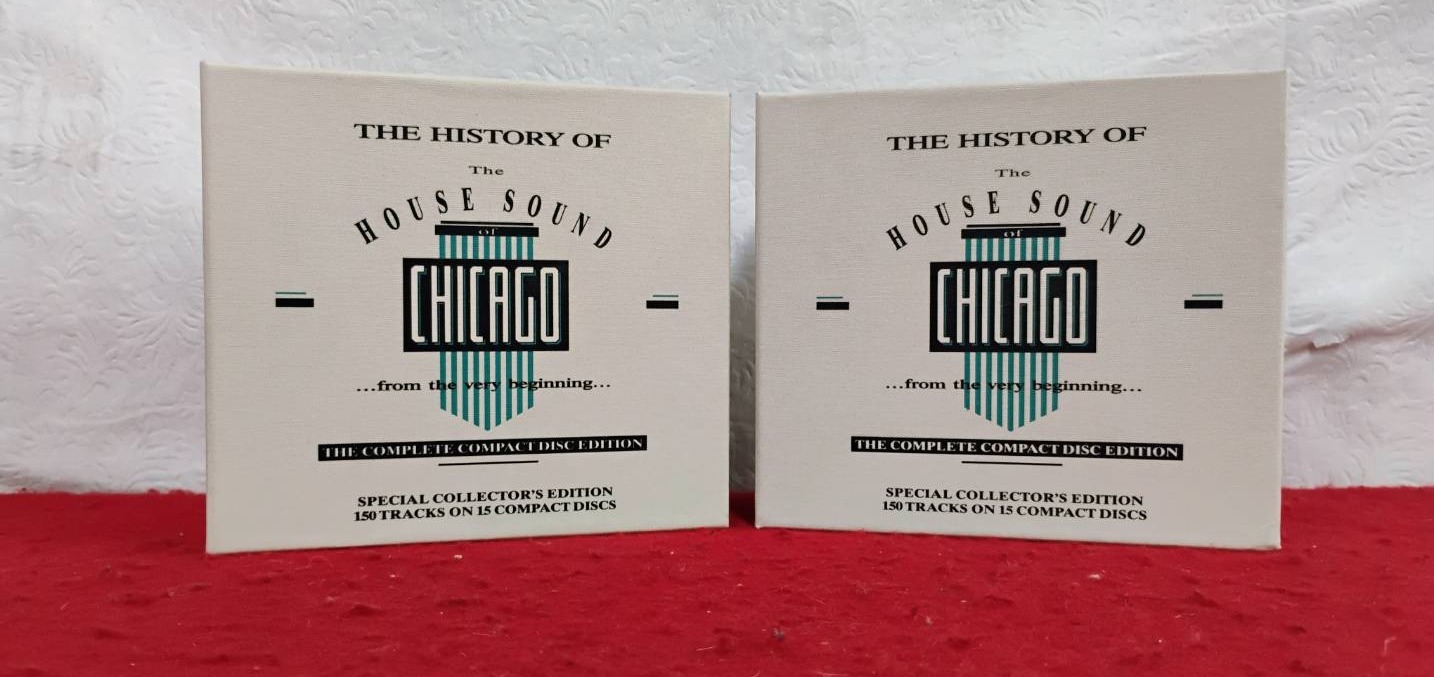 THE HISTORY OF
The
HOUSE SOUND
of
CHICAGO
...from the very beginning...
THE COMPLETE COMPACT DISC EDITION
SPECIAL COLLECTOR'S EDITION
150 TRACKS ON 15 COMPACT DISCS
THE HISTORY OF
The
HOUSE SOUND
of
CHICAGO
...from the very beginning...
THE COMPLETE COMPACT DISC EDITION
SPECIAL COLLECTOR'S EDITION
150 TRACKS ON 15 COMPACT DISCS